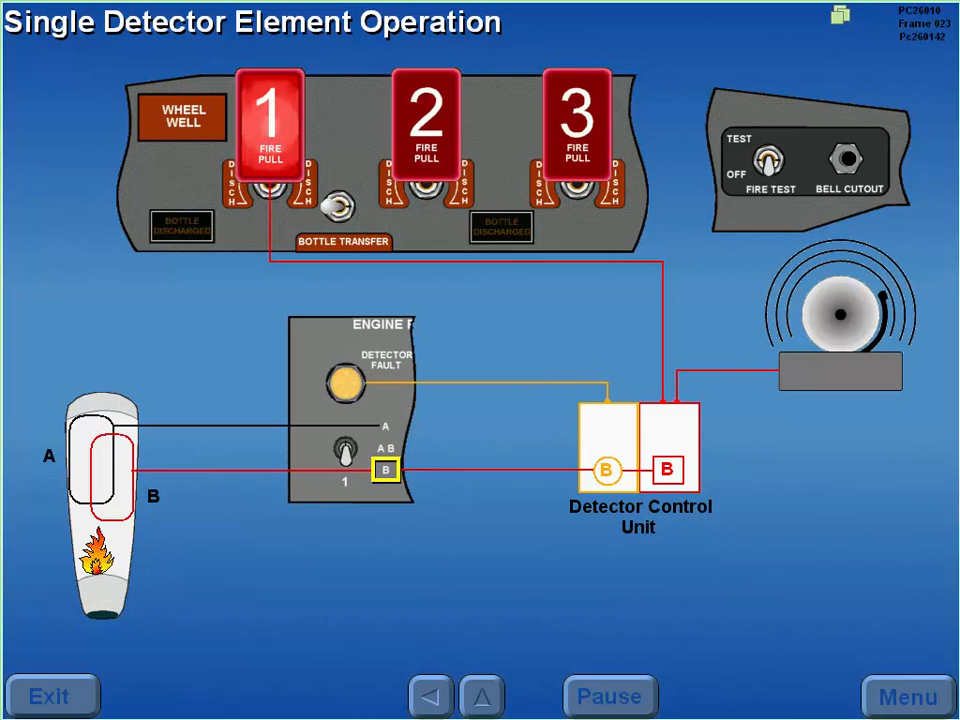 Single Detector Element Operation
PC26010
Frame 023
Pc260142
WHEEL
WELL
1
FIRE
PULL
2
FIRE
PULL
3
FIRE
PULL
DISCH
DISCH
DISCH
DISCH
DISCH
DISCH
BOTTLE
DISCHARGED
BOTTLE TRANSFER
BOTTLE
DISCHARGED
TEST
OFF
FIRE TEST
BELL CUTOUT
ENGINE F
DETECTOR
FAULT
A
A B
B
1
A
B
B
B
Detector Control
Unit
Exit
Pause
Menu